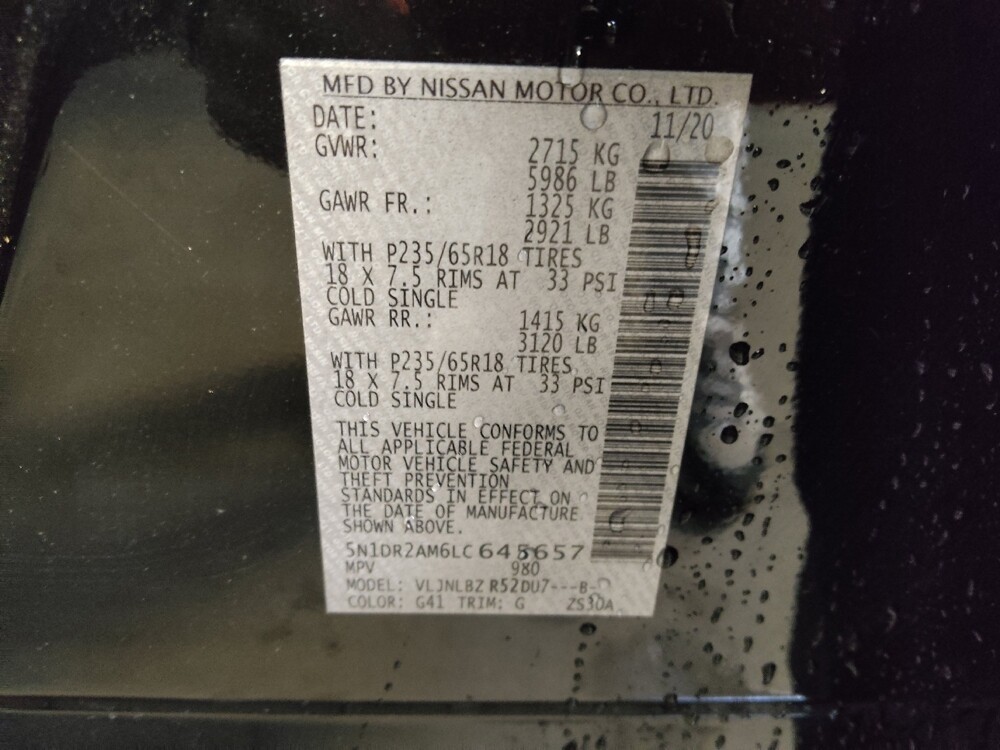 MFD BY NISSAN MOTOR CO., LTD.
DATE: 11/20
GVWR: 2715 KG
5986 LB
GAWR FR.: 1325 KG
2921 LB
WITH P235/65R18 TIRES
18 X 7.5 RIMS AT 33 PSI
COLD SINGLE
GAWR RR.: 1415 KG
3120 LB
WITH P235/65R18 TIRES
18 X 7.5 RIMS AT 33 PSI
COLD SINGLE
THIS VEHICLE CONFORMS TO
ALL APPLICABLE FEDERAL
MOTOR VEHICLE SAFETY AND
THEFT PREVENTION
STANDARDS IN EFFECT ON
THE DATE OF MANUFACTURE
SHOWN ABOVE.
5N1DR2AM6LC645657
MPV 980
MODEL: VLJNLBZ R52DU7---B-
COLOR: G41 TRIM: G ZS30A